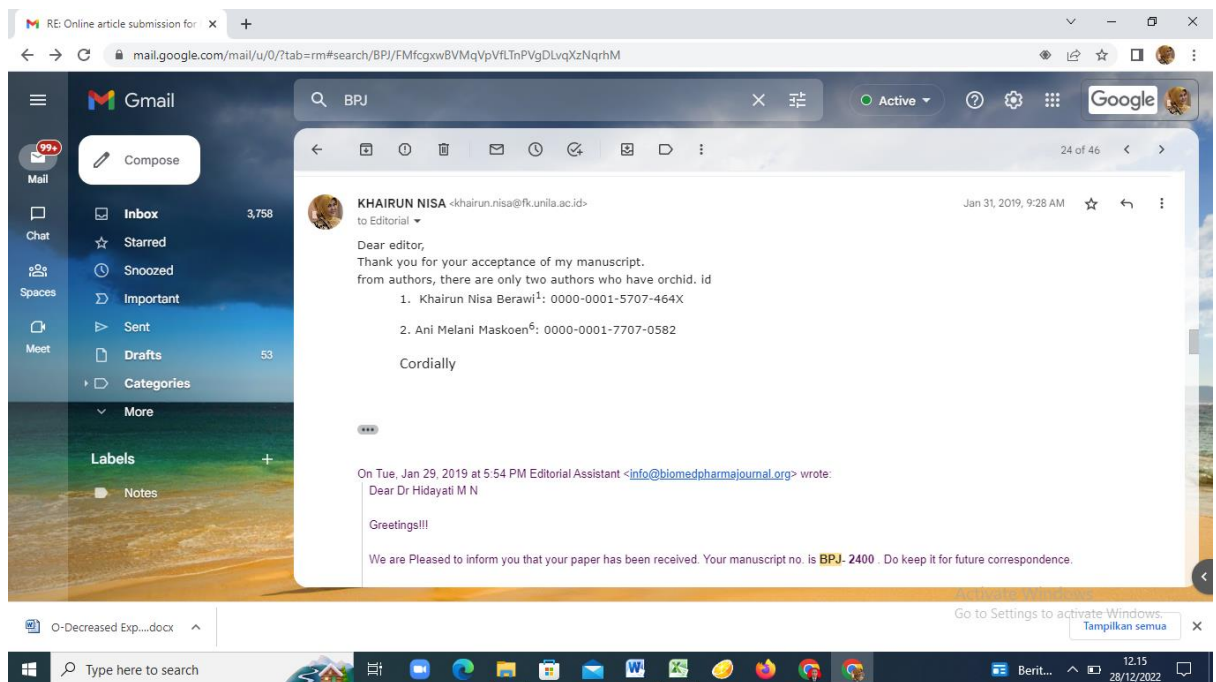 RE: Online article submission for
mail.google.com/mail/u/0/?tab=rm#search/BPJ/FMfcgxwBVMqVpVfLTnPVgDLvqXzNqrhM
Gmail
BPJ
Active
Google
99+
Mail
Compose
24 of 46
Chat
Inbox 3,758
Starred
Spaces
Snoozed
Important
Meet
Sent
Drafts 53
Categories
More
Labels
Notes
KHAIRUN NISA <khairun.nisa@fk.unila.ac.id>
Jan 31, 2019, 9:28 AM
to Editorial
Dear editor,
Thank you for your acceptance of my manuscript.
from authors, there are only two authors who have orchid. id
1. Khairun Nisa Berawi¹: 0000-0001-5707-464X
2. Ani Melani Maskoen⁶: 0000-0001-7707-0582
Cordially
On Tue, Jan 29, 2019 at 5:54 PM Editorial Assistant <info@biomedpharmajournal.org> wrote:
Dear Dr Hidayati M N
Greetings!!!
We are Pleased to inform you that your paper has been received. Your manuscript no. is BPJ- 2400 . Do keep it for future correspondence.
Activate Windows
Go to Settings to activate Windows.
O-Decreased Exp....docx
Tampilkan semua
Type here to search
Berit...
12.15
28/12/2022